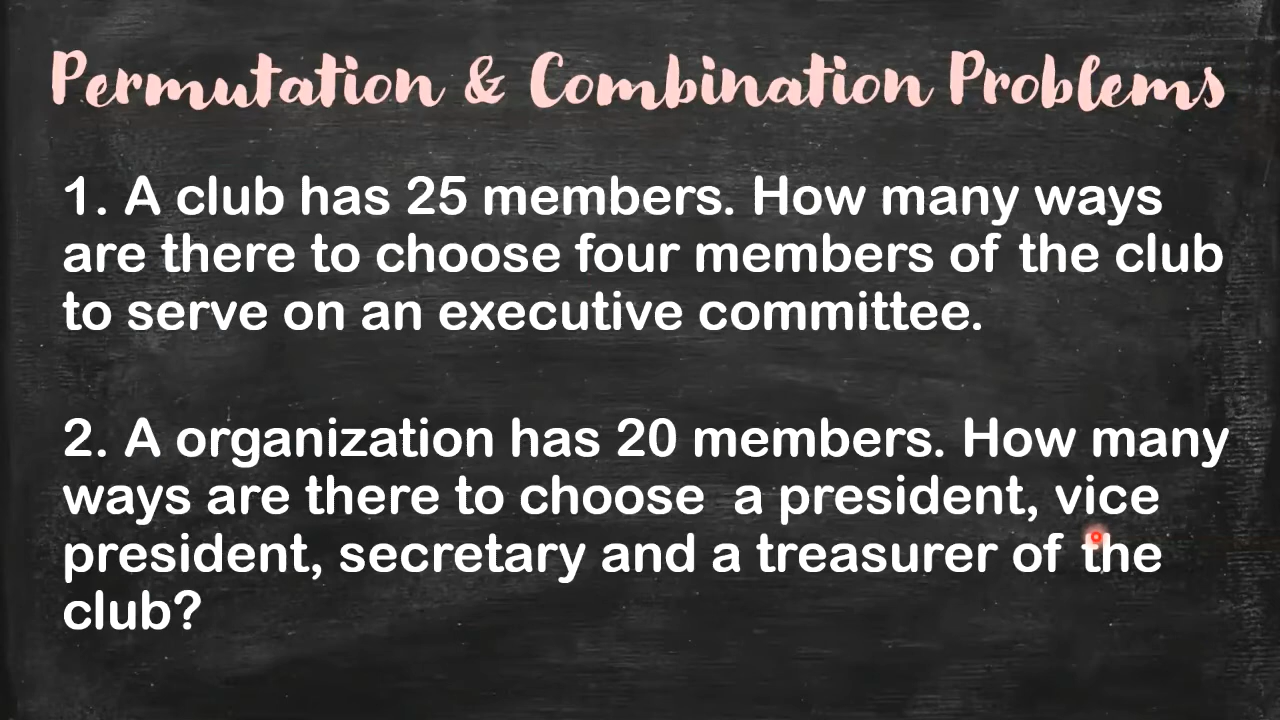 Permutation & Combination Problems
1. A club has 25 members. How many ways
are there to choose four members of the club
to serve on an executive committee.
2. A organization has 20 members. How many
ways are there to choose  a president, vice
president, secretary and a treasurer of the
club?